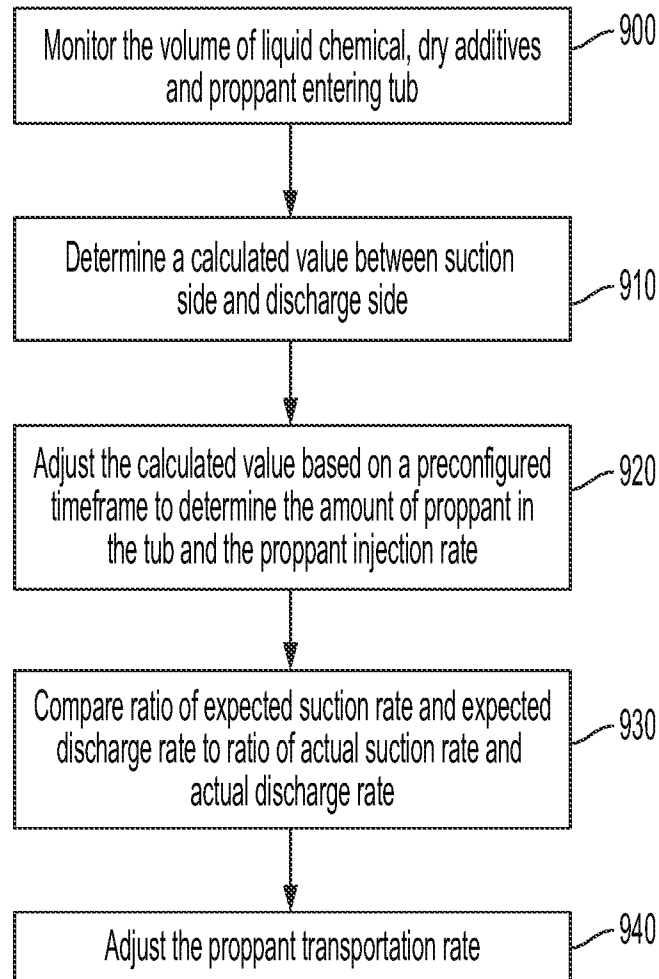 Monitor the volume of liquid chemical, dry additives
and proppant entering tub
900
Determine a calculated value between suction
side and discharge side
910
Adjust the calculated value based on a preconfigured
timeframe to determine the amount of proppant in
the tub and the proppant injection rate
920
Compare ratio of expected suction rate and expected
discharge rate to ratio of actual suction rate and
actual discharge rate
930
Adjust the proppant transportation rate
940